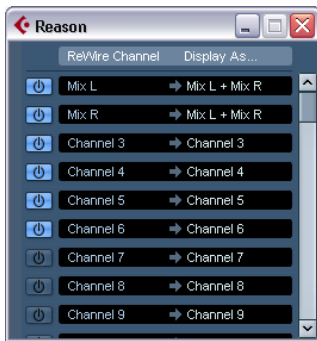 Reason
ReWire Channel Display As...
Mix L Mix L + Mix R
Mix R Mix L + Mix R
Channel 3 Channel 3
Channel 4 Channel 4
Channel 5 Channel 5
Channel 6 Channel 6
Channel 7 Channel 7
Channel 8 Channel 8
Channel 9 Channel 9